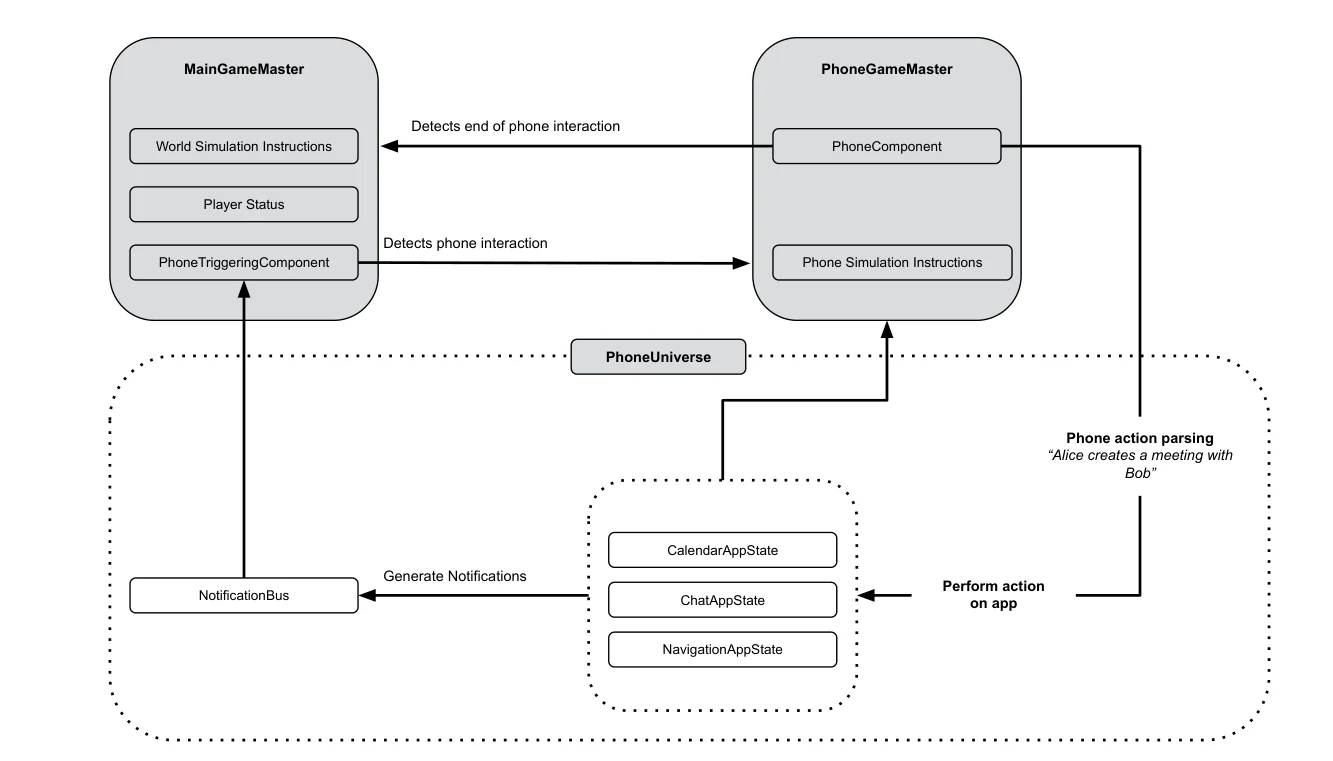 MainGameMaster
PhoneGameMaster
Detects end of phone interaction
World Simulation Instructions
PhoneComponent
Player Status
Detects phone interaction
PhoneTriggeringComponent
Phone Simulation Instructions
PhoneUniverse
Phone action parsing
“Alice creates a meeting with
Bob”
CalendarAppState
Generate Notifications
NotificationBus
ChatAppState
Perform action
on app
NavigationAppState